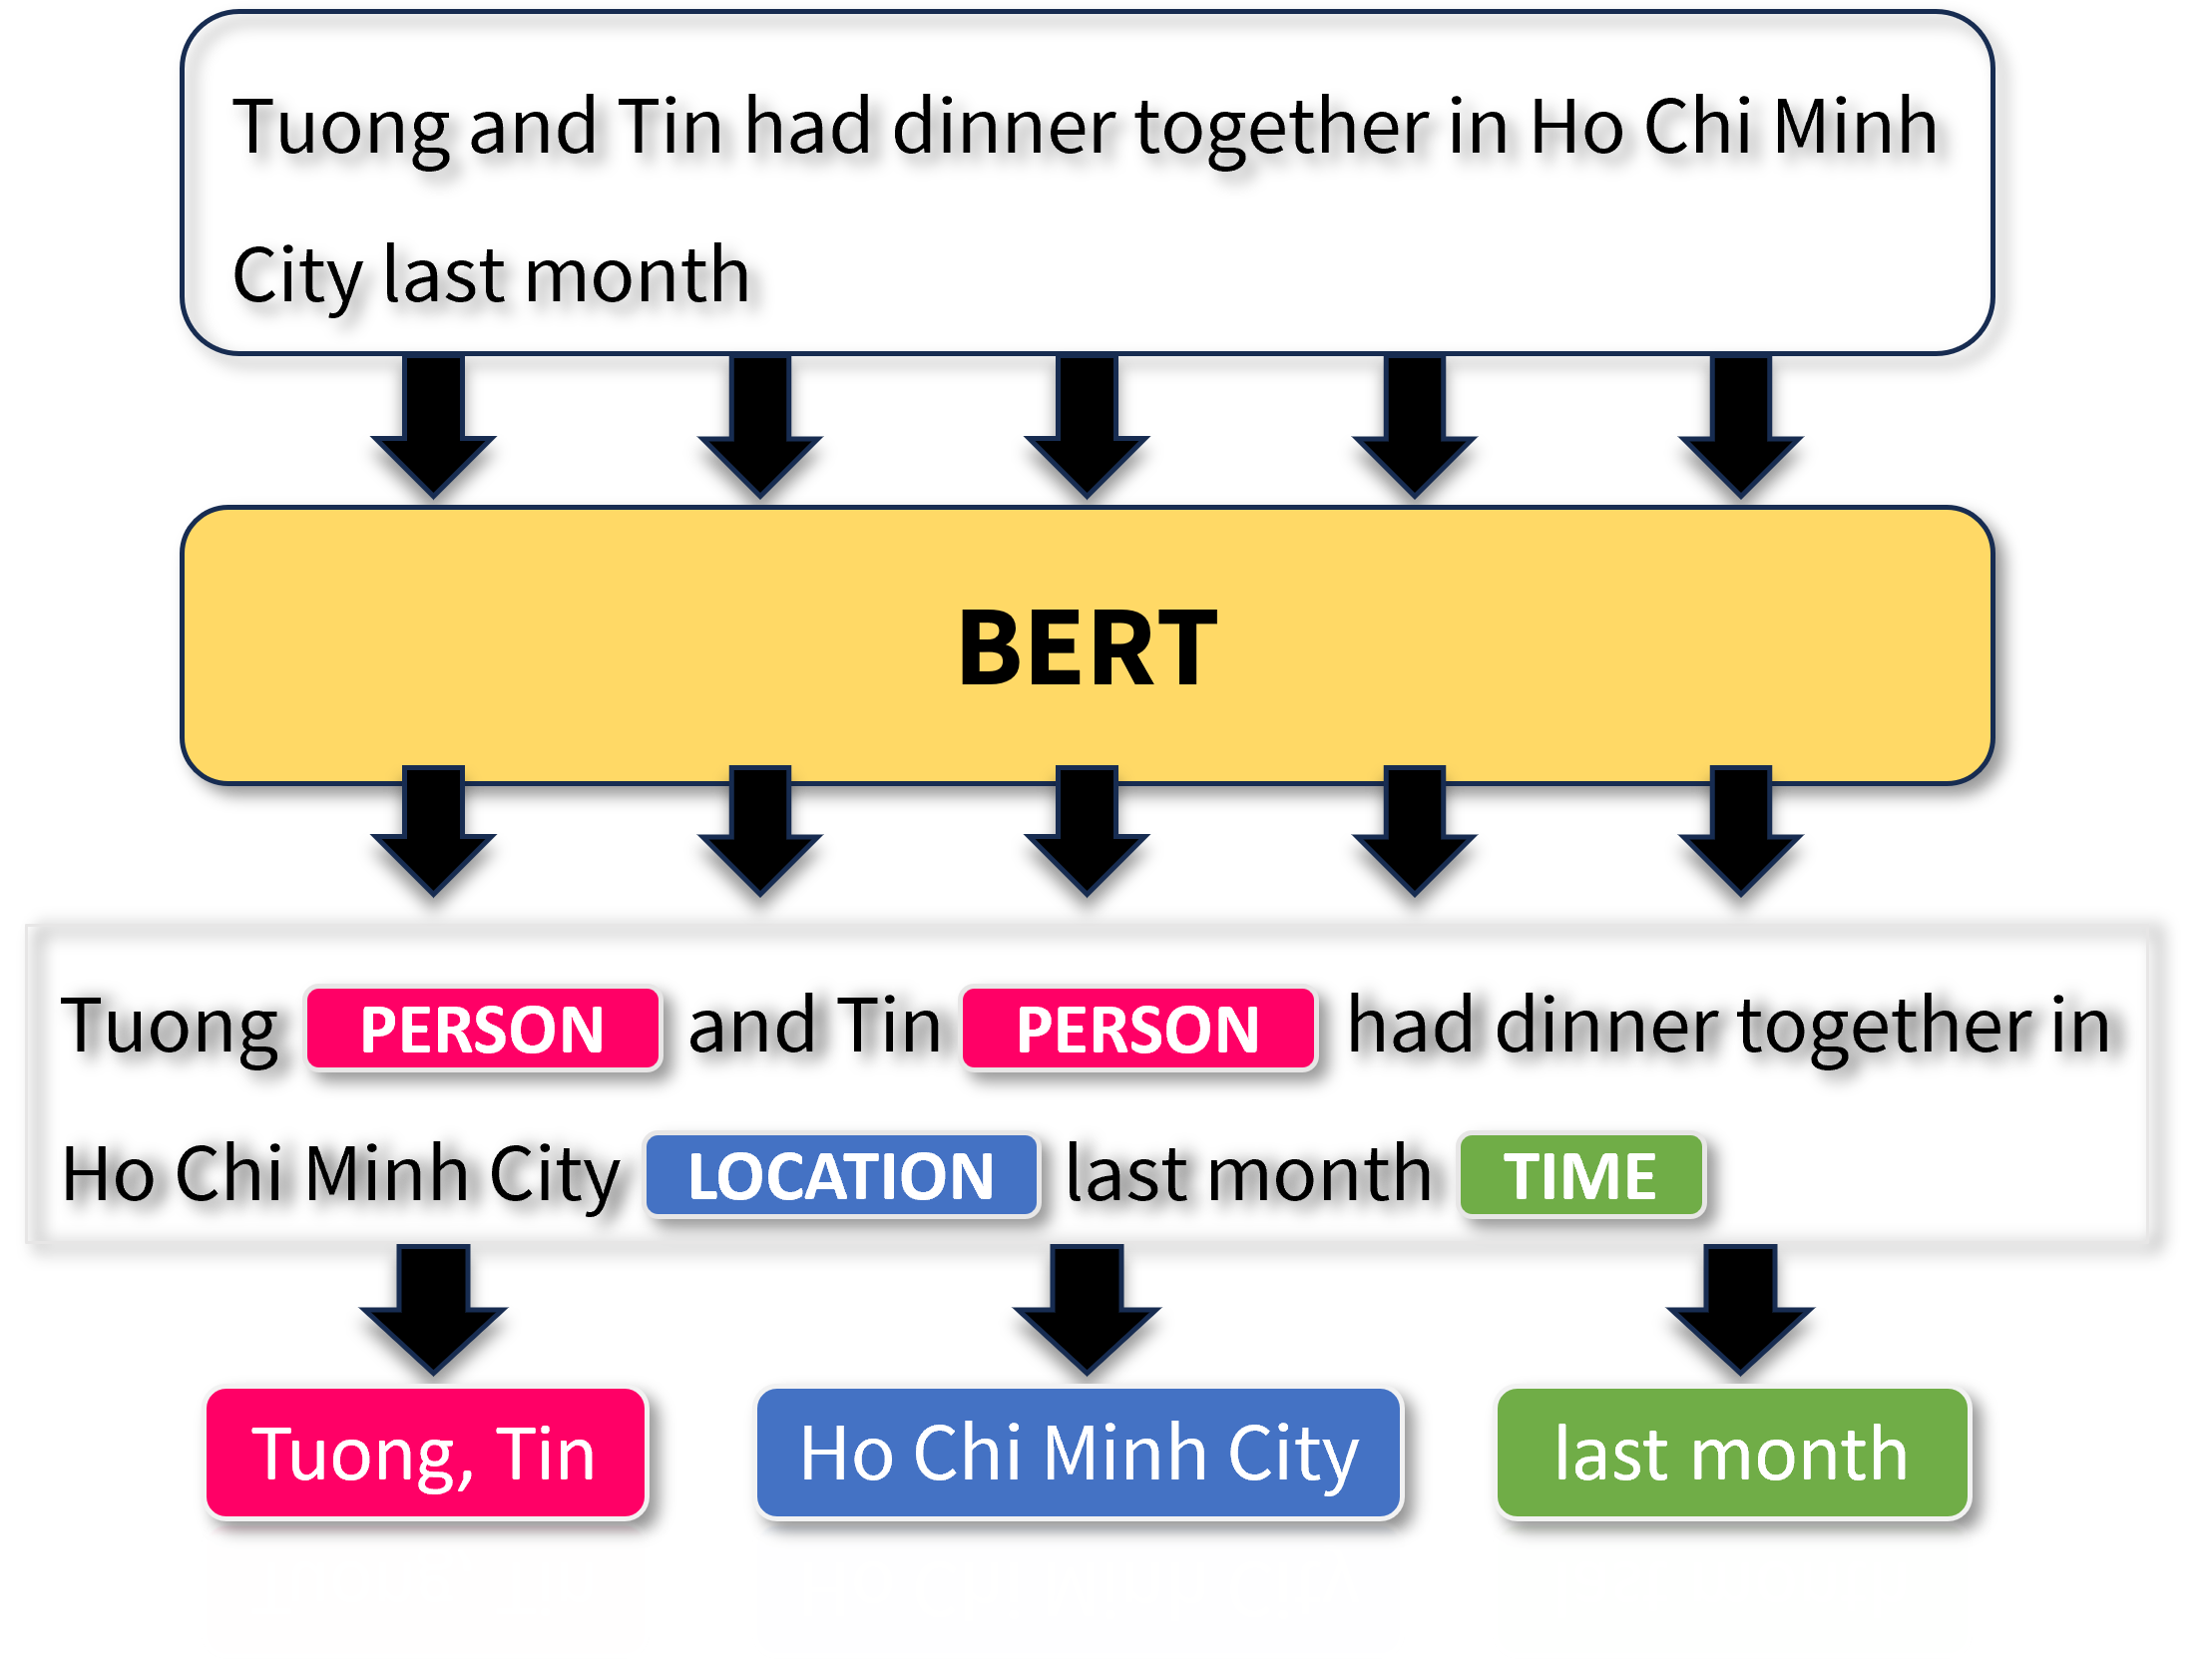 Tuong and Tin had dinner together in Ho Chi Minh
City last month
BERT
Tuong PERSON and Tin PERSON had dinner together in
Ho Chi Minh City LOCATION last month TIME
Tuong, Tin
Ho Chi Minh City
last month